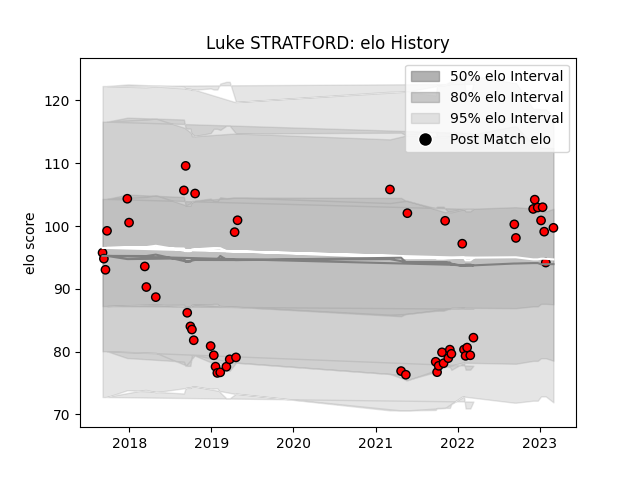 Luke STRATFORD: elo History
50% elo Interval
80% elo Interval
95% elo Interval
Post Match elo
elo score
120
110
100
90
80
70
2018
2019
2020
2021
2022
2023